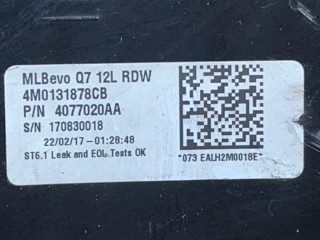 MLBevo Q7 12L RDW
4M0131878CB
P/N 4077020AA
S/N 170830018
22/02/17-01:28:48
ST6.1 Leak and EOL Tests OK
*073 EALH2M0018E*